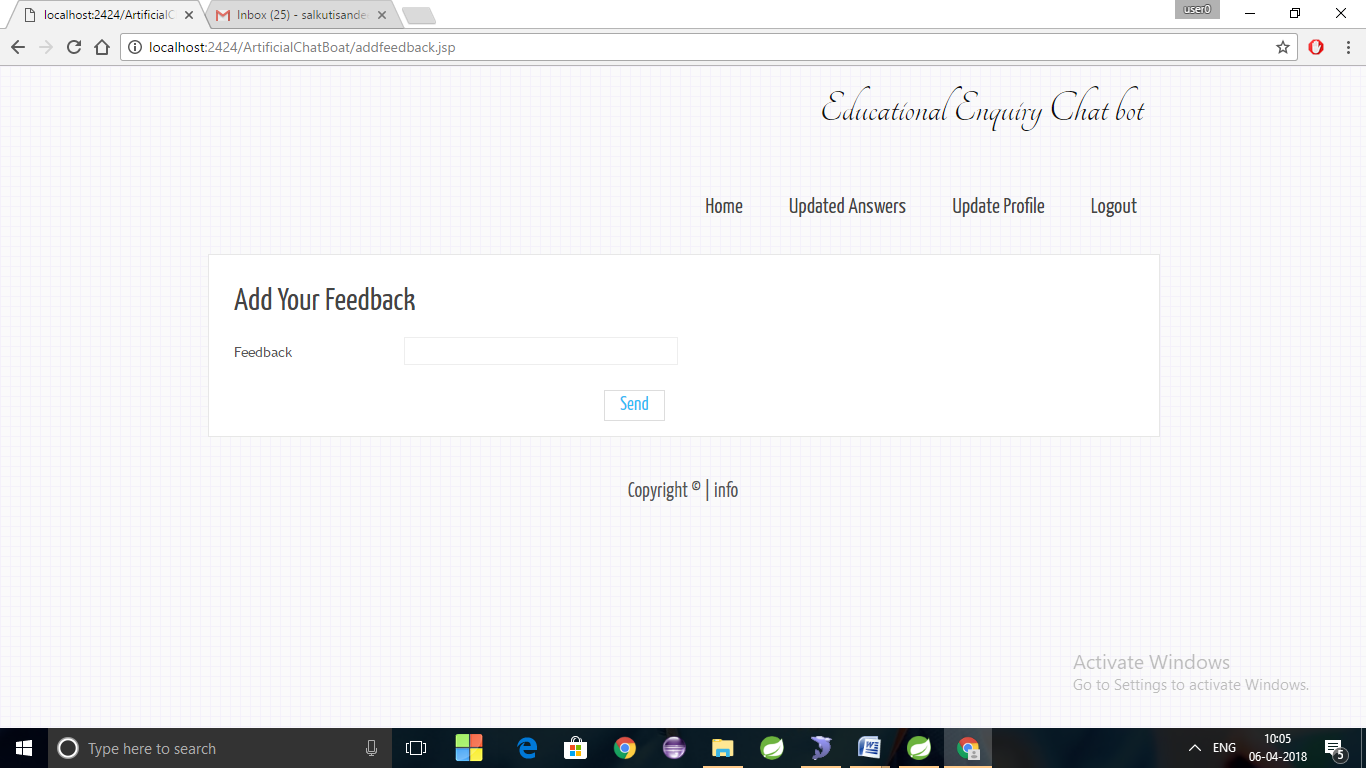 localhost:2424/ArtificialC
Inbox (25) - salkutisande
user0
localhost:2424/ArtificialChatBoat/addfeedback.jsp
Educational Enquiry Chat bot
Home Updated Answers Update Profile Logout
Add Your Feedback
Feedback
Send
Copyright © | info
Activate Windows
Go to Settings to activate Windows.
Type here to search
ENG
10:05
06-04-2018
5